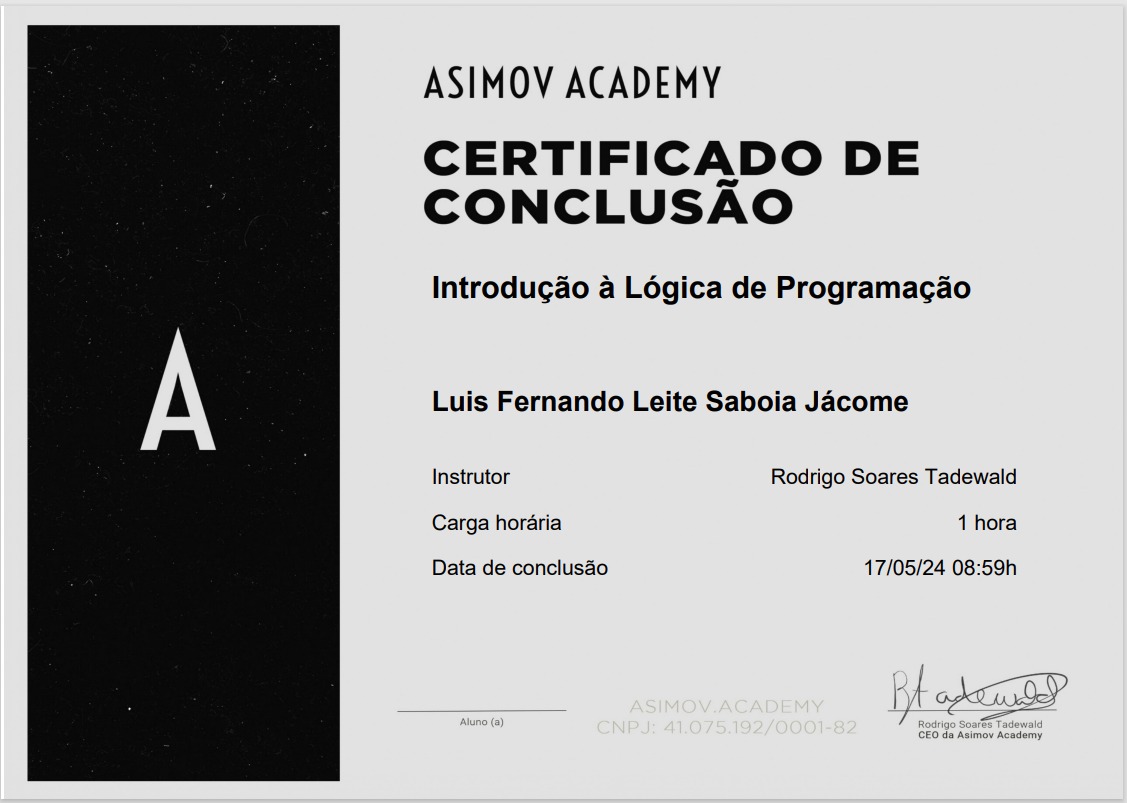 A
ASIMOV ACADEMY
CERTIFICADO DE
CONCLUSÃO
Introdução à Lógica de Programação
Luis Fernando Leite Saboia Jácome
Instrutor Rodrigo Soares Tadewald
Carga horária 1 hora
Data de conclusão 17/05/24 08:59h
Aluno (a)
ASIMOV.ACADEMY
CNPJ: 41.075.192/0001-82
RTadewald
Rodrigo Soares Tadewald
CEO da Asimov Academy